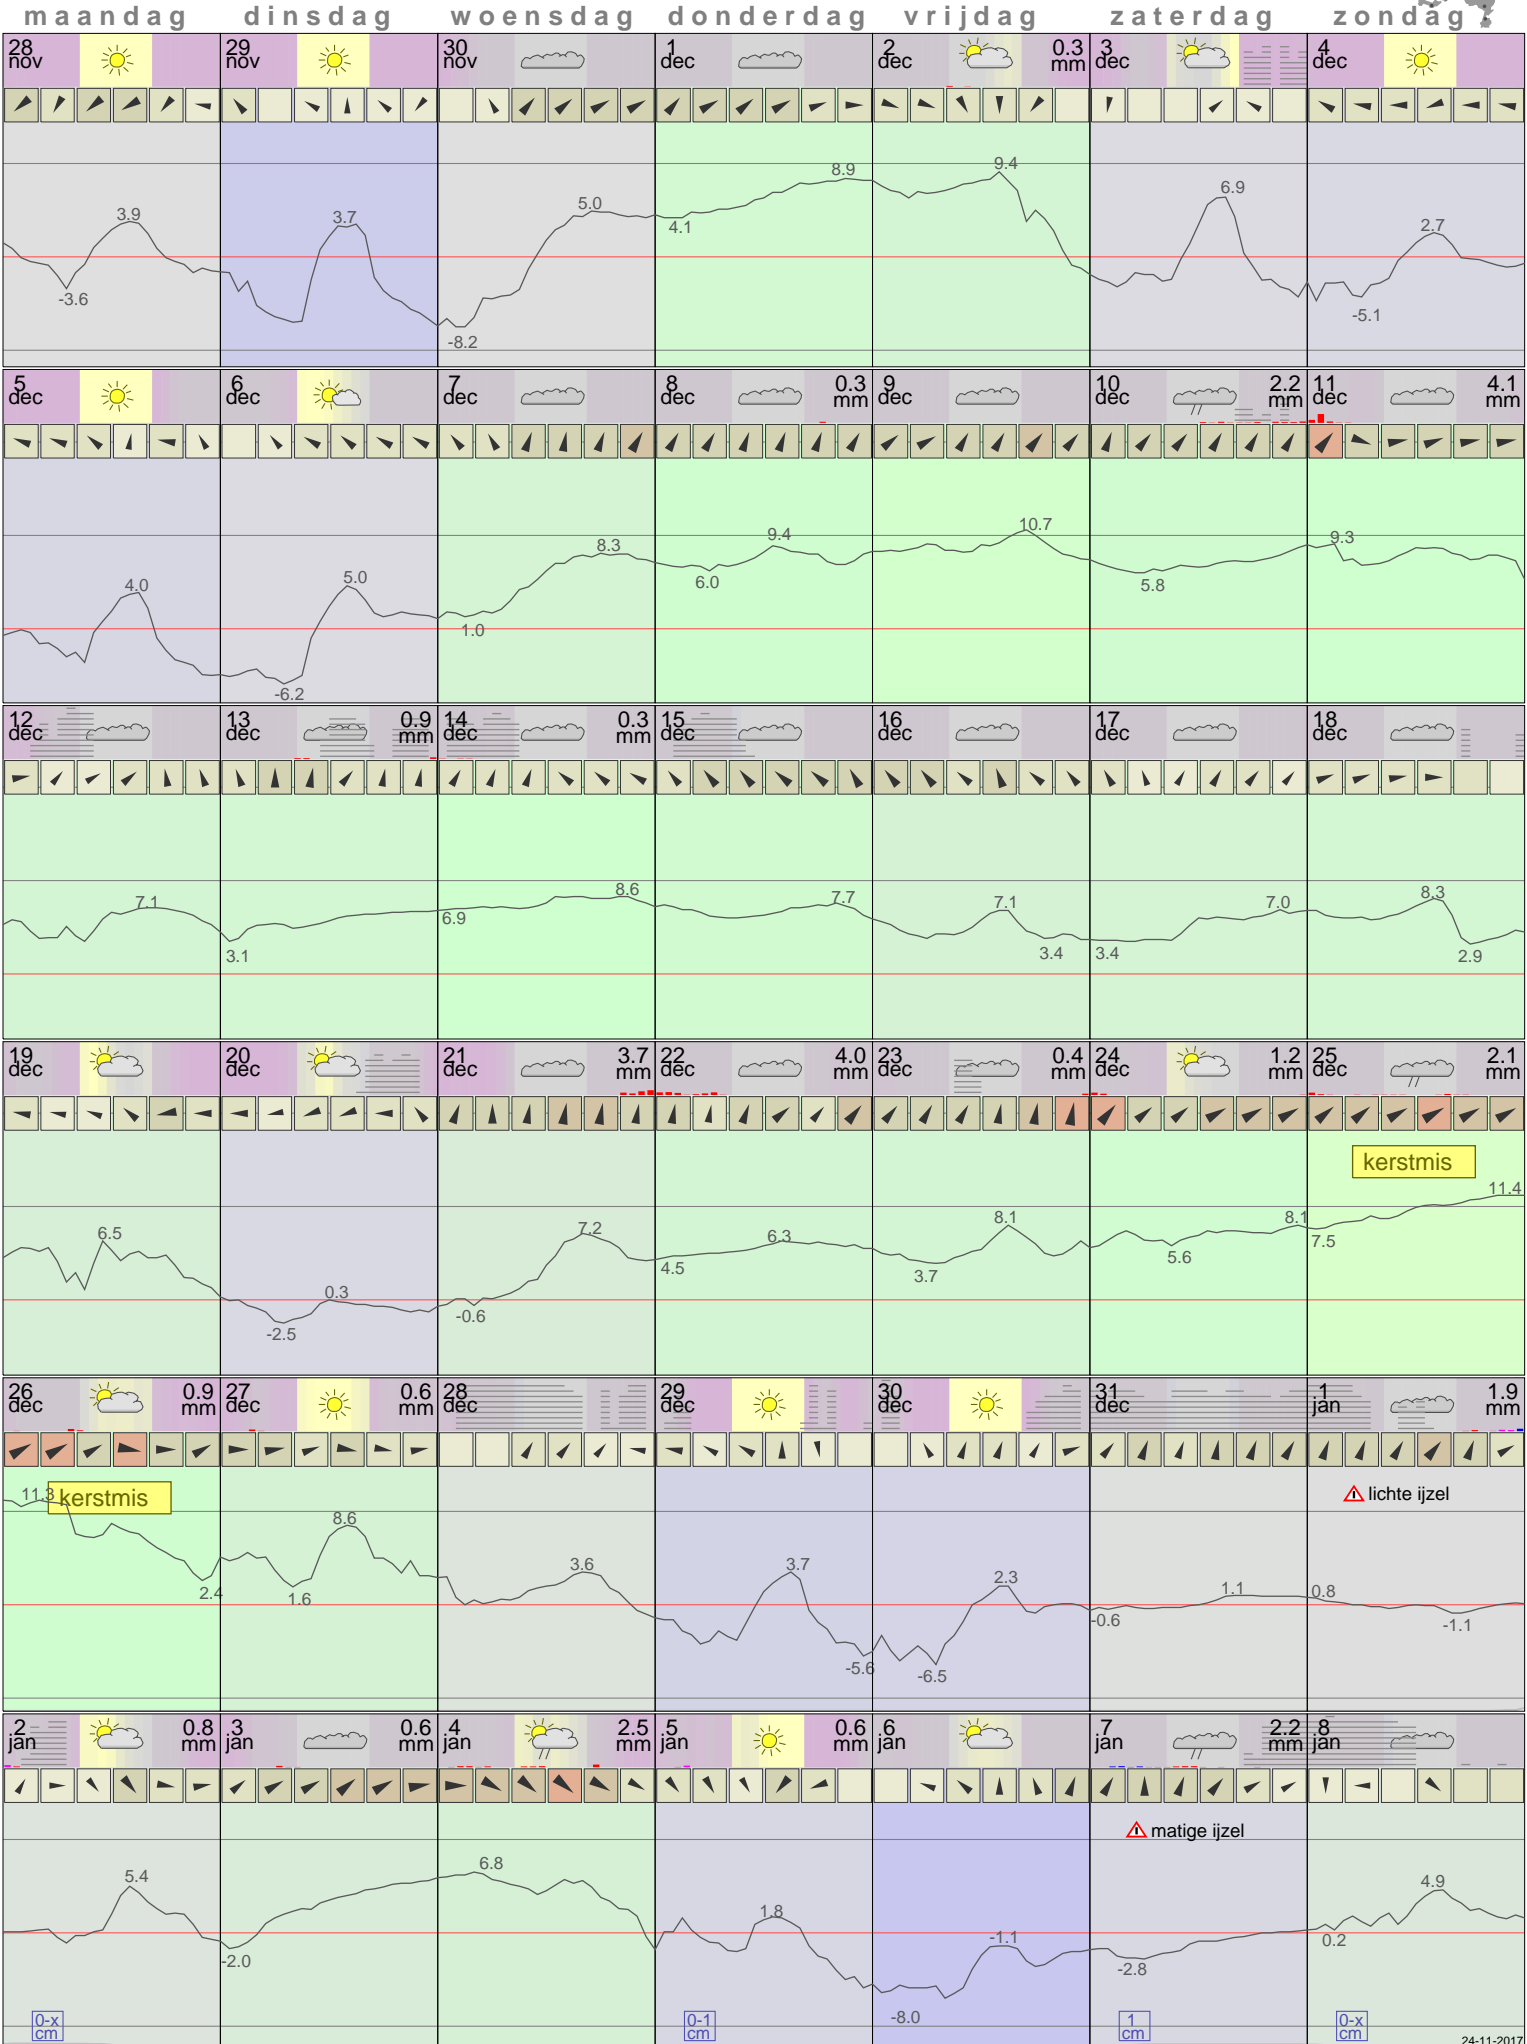 maandag dinsdag woensdag donderdag vrijdag zaterdag zondag
28 nov
29 nov
30 nov
1 dec
2 dec 0.3 mm
3 dec
4 dec
3.9
-3.6
3.7
-8.2
5.0
4.1
8.9
9.4
6.9
2.7
-5.1
5 dec
6 dec
7 dec
8 dec 0.3 mm
9 dec
10 dec 2.2 mm
11 dec 4.1 mm
4.0
5.0
-6.2
1.0
8.3
6.0
9.4
10.7
5.8
9.3
12 dec
13 dec 0.9 mm
14 dec 0.3 mm
15 dec
16 dec
17 dec
18 dec
7.1
3.1
6.9
8.6
7.7
7.1
3.4
3.4
7.0
8.3
2.9
19 dec
20 dec
21 dec 3.7 mm
22 dec 4.0 mm
23 dec 0.4 mm
24 dec 1.2 mm
25 dec 2.1 mm
kerstmis
6.5
0.3
-2.5
-0.6
7.2
4.5
6.3
3.7
8.1
5.6
8.1
7.5
11.4
26 dec 0.9 mm
27 dec 0.6 mm
28 dec
29 dec
30 dec
31 dec
1 jan 1.9 mm
11.3
kerstmis
lichte ijzel
2.4
1.6
8.6
3.6
3.7
-5.6
-6.5
2.3
-0.6
1.1
0.8
-1.1
2 jan 0.8 mm
3 jan 0.6 mm
4 jan 2.5 mm
5 jan 0.6 mm
6 jan
7 jan 2.2 mm
8 jan
matige ijzel
5.4
-2.0
6.8
1.8
-1.1
-8.0
-2.8
4.9
0.2
0-x cm
0-1 cm
1 cm
0-x cm
24-11-2017